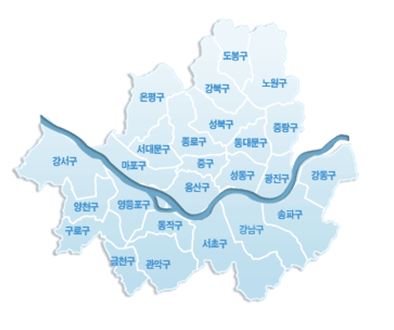 도봉구
노원구
강북구
은평구
성북구
중랑구
종로구
동대문구
서대문구
강서구
마포구
중구
용산구
성동구
광진구
강동구
양천구
영등포구
송파구
구로구
동작구
강남구
서초구
금천구
관악구